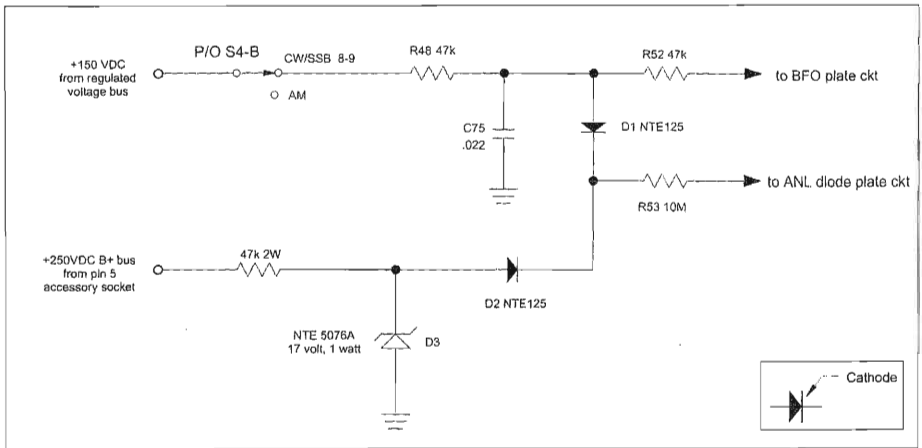 +150 VDC
from regulated
voltage bus
P/O S4-B
CW/SSB 8-9
AM
R48 47k
R52 47k
to BFO plate ckt
C75
.022
D1 NTE125
to ANL diode plate ckt
R53 10M
+250VDC B+ bus
from pin 5
accessory socket
47k 2W
D2 NTE125
NTE 5076A
17 volt, 1 watt
D3
Cathode